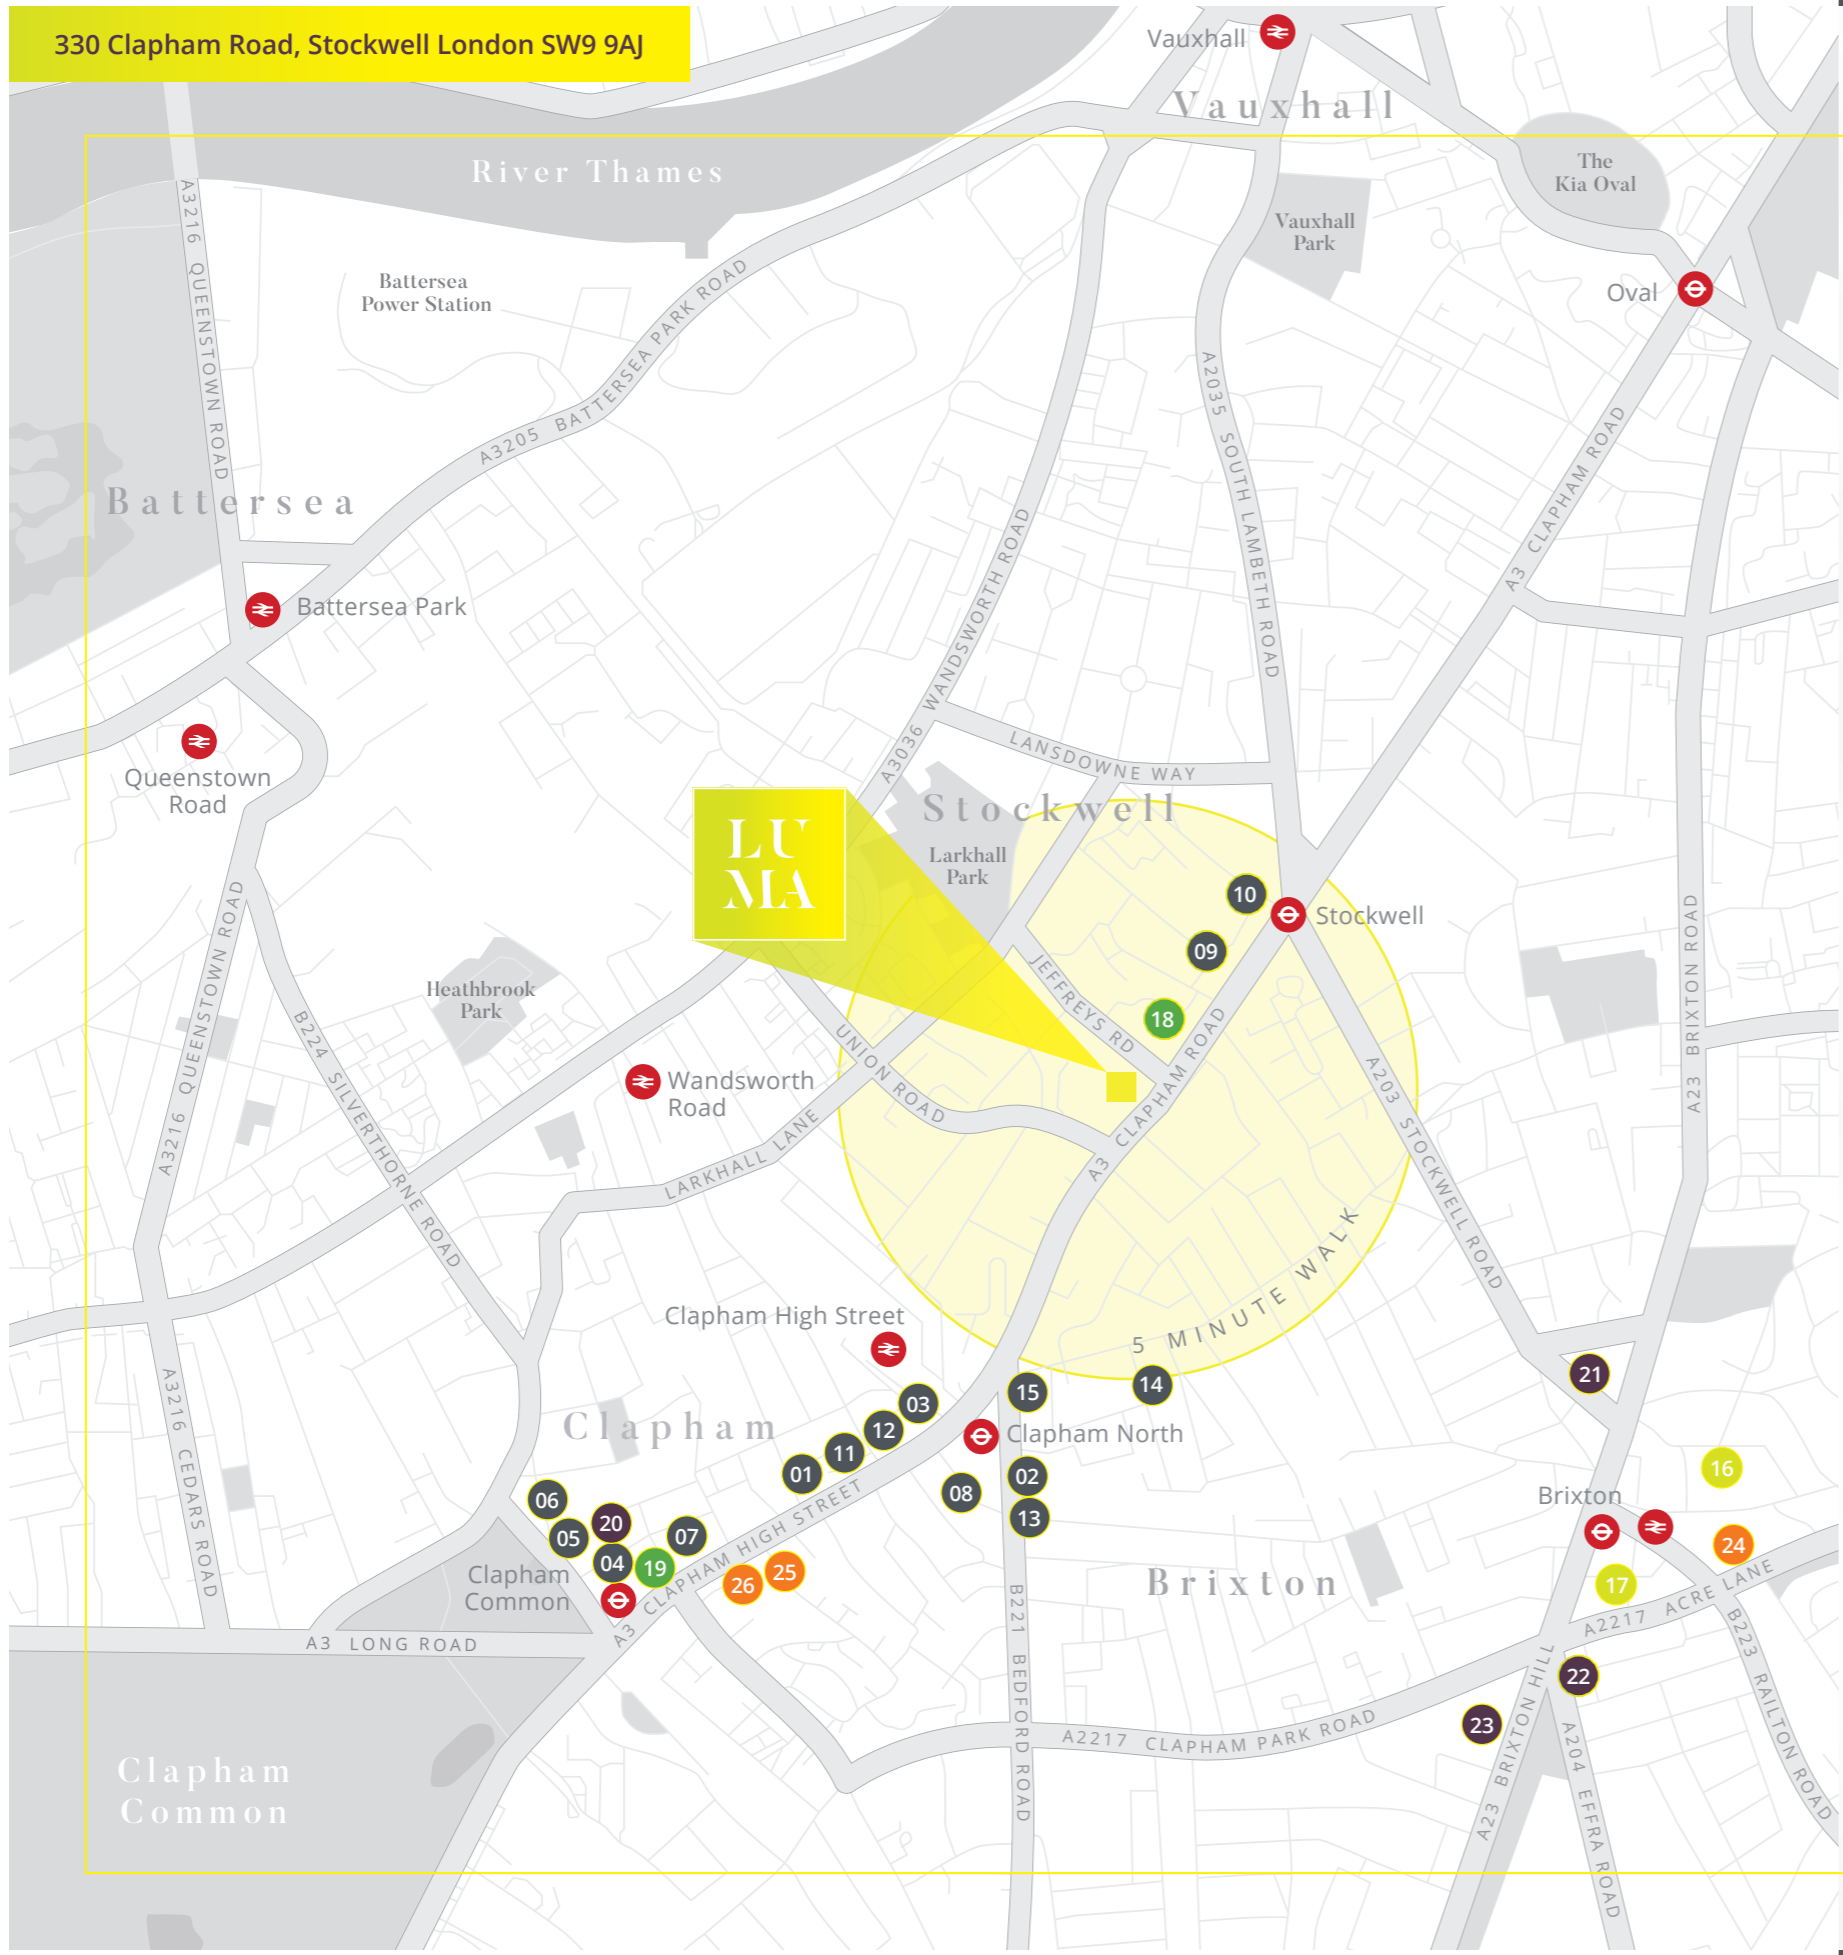 330 Clapham Road, Stockwell London SW9 9AJ
Vauxhall
Vauxhall
River Thames
The
Kia Oval
Vauxhall
Park
A3216 QUEENSTOWN ROAD
Battersea
Power Station
A3205 BATTERSEA PARK ROAD
Oval
A2035 SOUTH LAMBETH ROAD
A3 CLAPHAM ROAD
Battersea
Battersea Park
A3036 WANDSWORTH ROAD
Queenstown
Road
LANSDOWNE WAY
Stockwell
LU
MA
Larkhall
Park
10
Stockwell
09
A23 BRIXTON ROAD
Heathbrook
Park
JEFFREYS RD
18
A3216 QUEENSTOWN ROAD
B224 SILVERTHORNE ROAD
Wandsworth
Road
UNION ROAD
A3 CLAPHAM ROAD
LARKHALL LANE
A203 STOCKWELL ROAD
5 MINUTE WALK
Clapham High Street
A3216 CEDARS ROAD
21
14
15
03
Clapham
12
Clapham North
11
01
02
08
13
16
Brixton
06
20
05
07
04
19
CLAPHAM HIGH STREET
25
26
24
17
Clapham
Common
Brixton
A3
A3 LONG ROAD
A2217 ACRE LANE
B221 BEDFORD ROAD
22
23
B223 RAILTON ROAD
A2217 CLAPHAM PARK ROAD
A23 BRIXTON HILL
A204 EFFRA ROAD
Clapham
Common